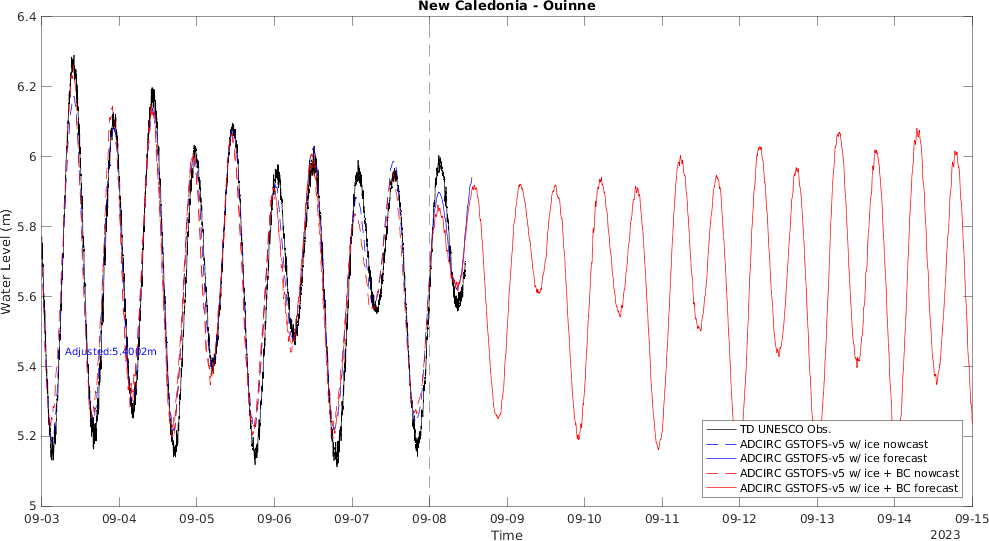 New Caledonia - Ouinne
Water Level (m)
6.4
6.2
6
5.8
5.6
5.4
5.2
5
Adjusted:5.4002m
TD UNESCO Obs.
ADCIRC GSTOFS-v5 w/ ice nowcast
ADCIRC GSTOFS-v5 w/ ice forecast
ADCIRC GSTOFS-v5 w/ ice + BC nowcast
ADCIRC GSTOFS-v5 w/ ice + BC forecast
09-03 09-04 09-05 09-06 09-07 09-08 09-09 09-10 09-11 09-12 09-13 09-14 09-15
Time
2023